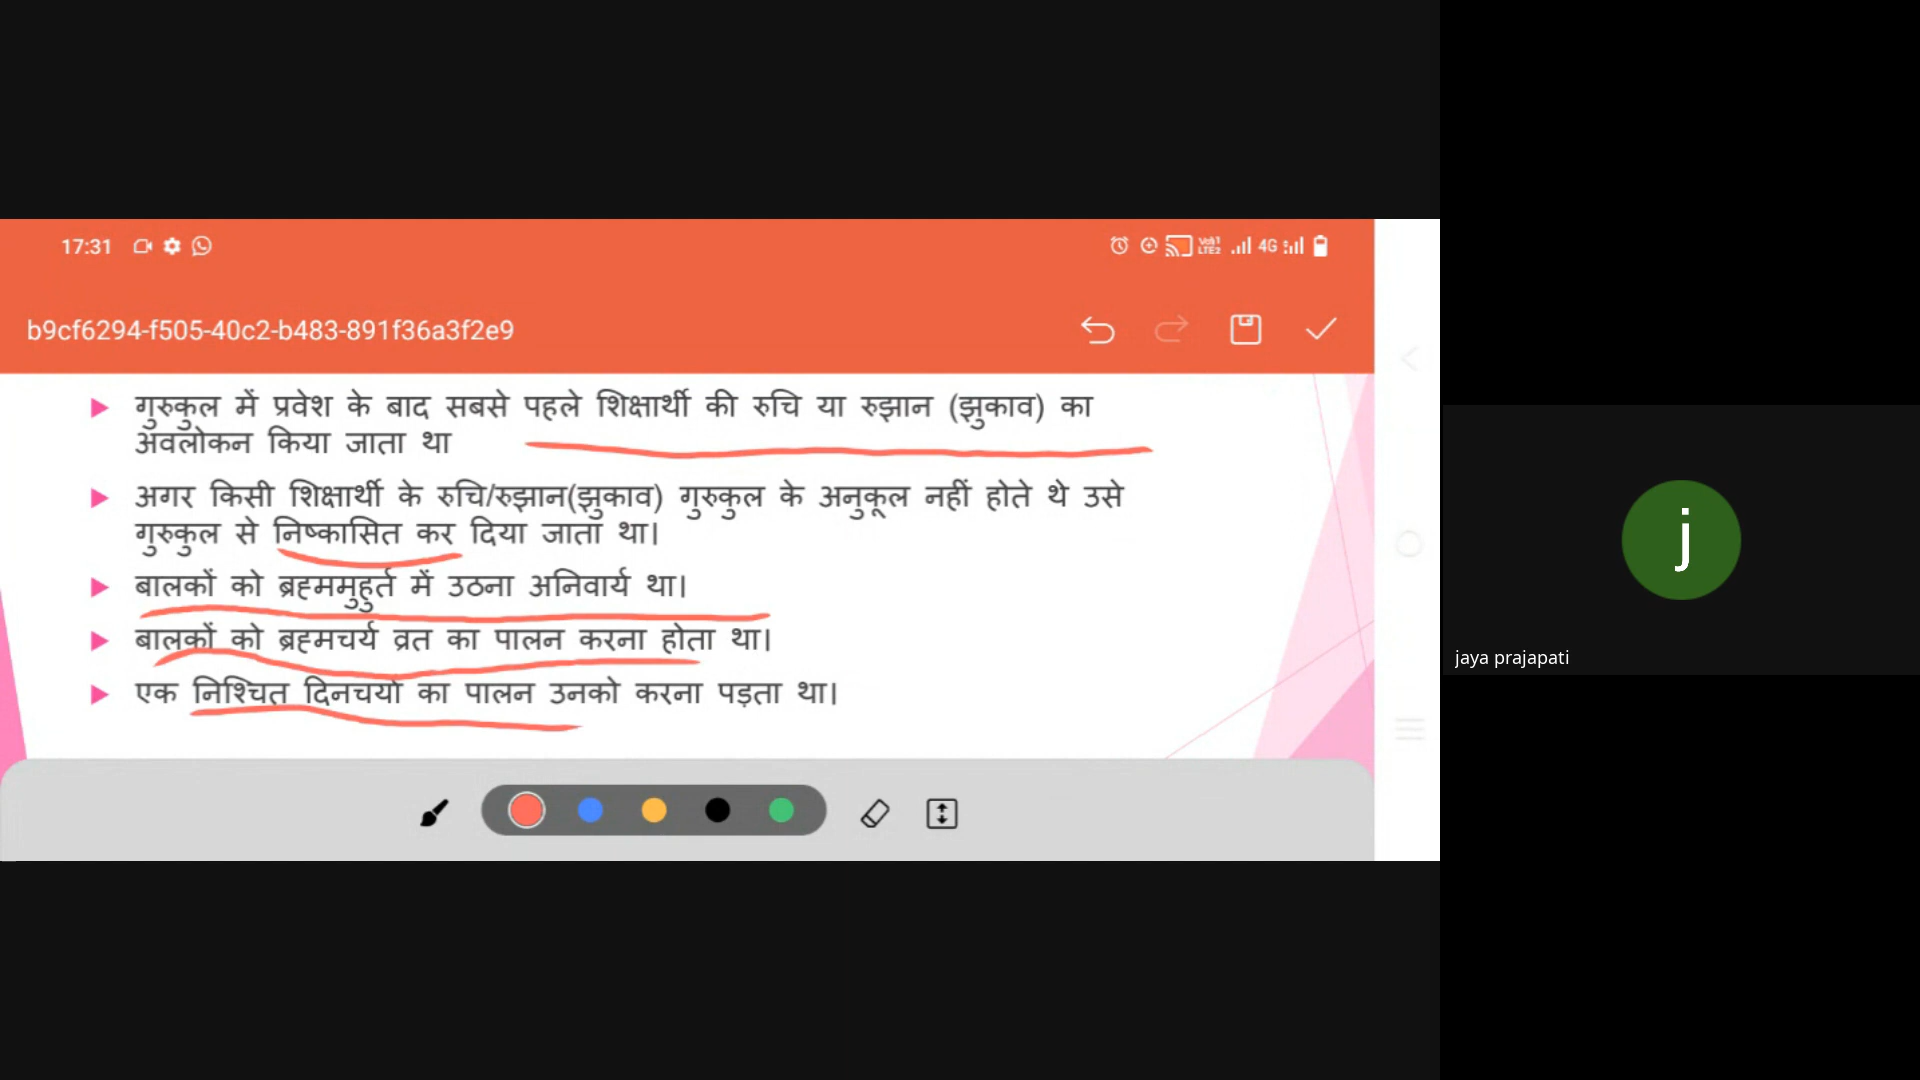 17:31
4G
b9cf6294-f505-40c2-b483-891f36a3f2e9
गुरुकुल में प्रवेश के बाद सबसे पहले शिक्षार्थी की रुचि या रुझान (झुकाव) का
अवलोकन किया जाता था
अगर किसी शिक्षार्थी के रुचि/रुझान(झुकाव) गुरुकुल के अनुकूल नहीं होते थे उसे
गुरुकुल से निष्कासित कर दिया जाता था।
बालकों को ब्रह्ममुहुर्त में उठना अनिवार्य था।
बालकों को ब्रह्मचर्य व्रत का पालन करना होता था।
एक निश्चित दिनचर्या का पालन उनको करना पड़ता था।
j
jaya prajapati